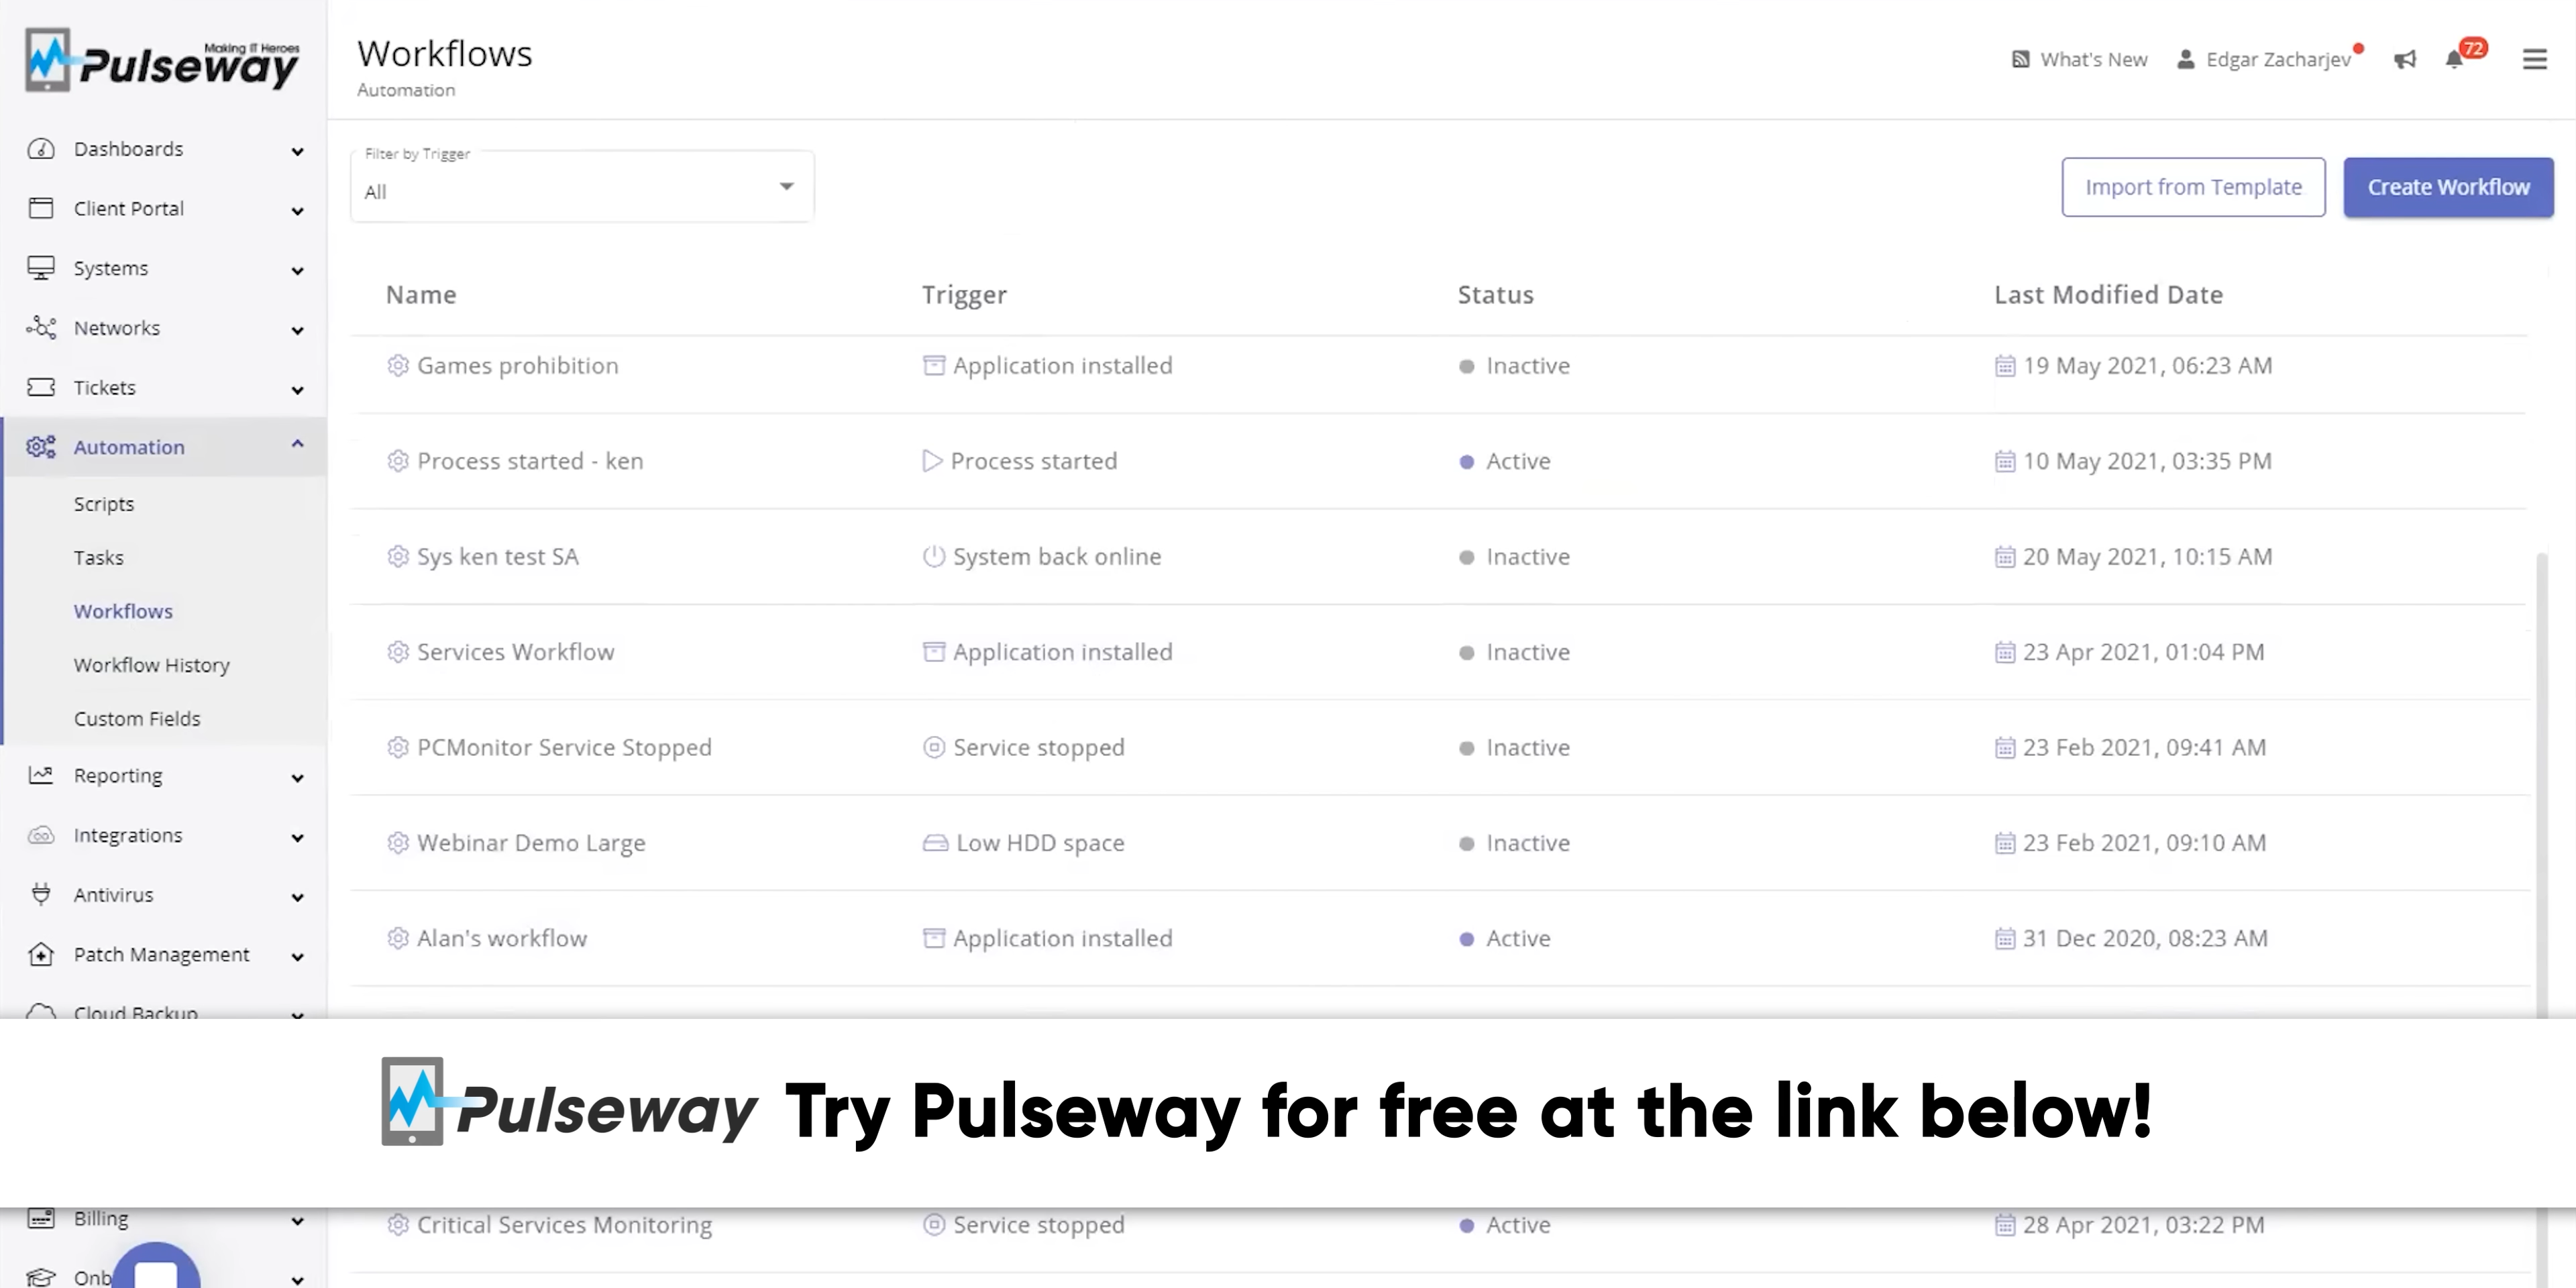 Making IT Heroes
Pulseway
Workflows
Automation
What's New
Edgar Zacharjev
72
Dashboards
Client Portal
Systems
Networks
Tickets
Automation
Scripts
Tasks
Workflows
Workflow History
Custom Fields
Reporting
Integrations
Antivirus
Patch Management
Cloud Backup
Filter by Trigger
All
Import from Template
Create Workflow
Name Trigger Status Last Modified Date
Games prohibition Application installed Inactive 19 May 2021, 06:23 AM
Process started - ken Process started Active 10 May 2021, 03:35 PM
Sys ken test SA System back online Inactive 20 May 2021, 10:15 AM
Services Workflow Application installed Inactive 23 Apr 2021, 01:04 PM
PCMonitor Service Stopped Service stopped Inactive 23 Feb 2021, 09:41 AM
Webinar Demo Large Low HDD space Inactive 23 Feb 2021, 09:10 AM
Alan's workflow Application installed Active 31 Dec 2020, 08:23 AM
Pulseway Try Pulseway for free at the link below!
Billing
Critical Services Monitoring Service stopped Active 28 Apr 2021, 03:22 PM
Onb